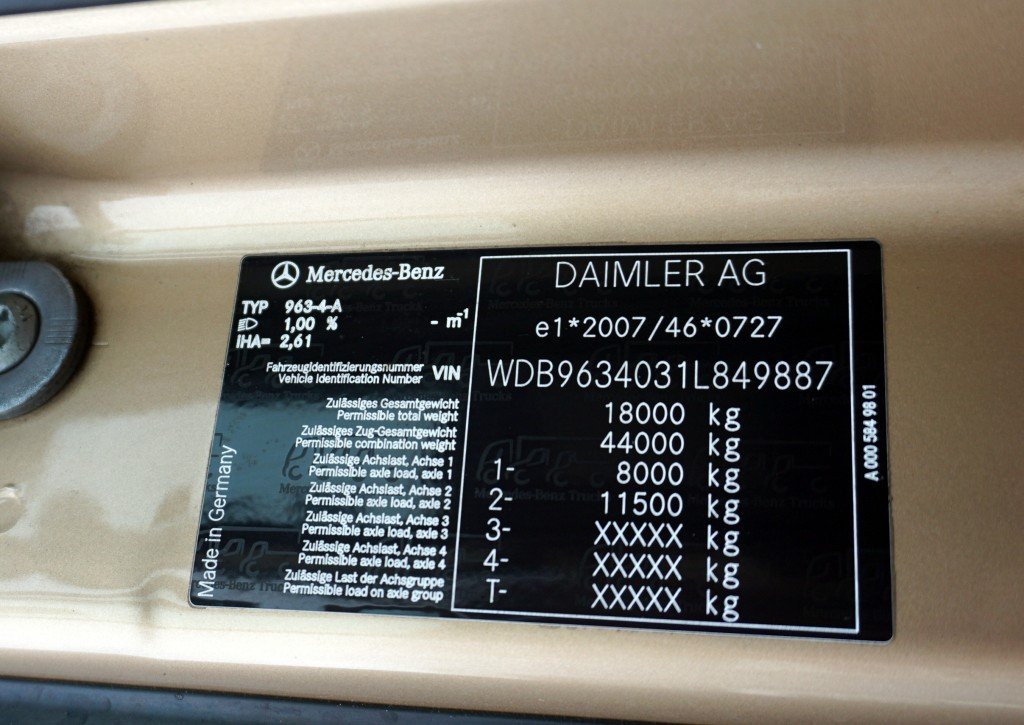 Mercedes-Benz
TYP 963-4-A
1,00 % - m⁻¹
IHA= 2,61
DAIMLER AG
e1*2007/46*0727
Fahrzeugidentifizierungsnummer
Vehicle Identification Number VIN WDB9634031L849887
Zulässiges Gesamtgewicht
Permissible total weight 18000 kg
Zulässiges Zug-Gesamtgewicht
Permissible combination weight 44000 kg
Zulässige Achslast, Achse 1
Permissible axle load, axle 1 1- 8000 kg
Zulässige Achslast, Achse 2
Permissible axle load, axle 2 2- 11500 kg
Zulässige Achslast, Achse 3
Permissible axle load, axle 3 3- XXXXX kg
Zulässige Achslast, Achse 4
Permissible axle load, axle 4 4- XXXXX kg
Zulässige Last der Achsgruppe
Permissible load on axle group T- XXXXX kg
Made in Germany
A 000 584 98 01
Mercedes-Benz Trucks